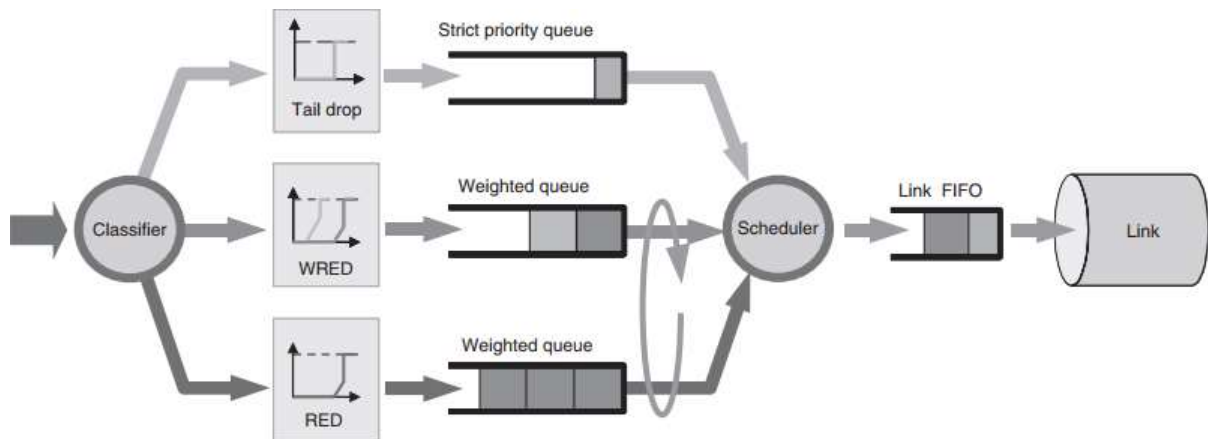 Strict priority queue
Tail drop
Classifier
Weighted queue
WRED
Scheduler
Link FIFO
Link
Weighted queue
RED